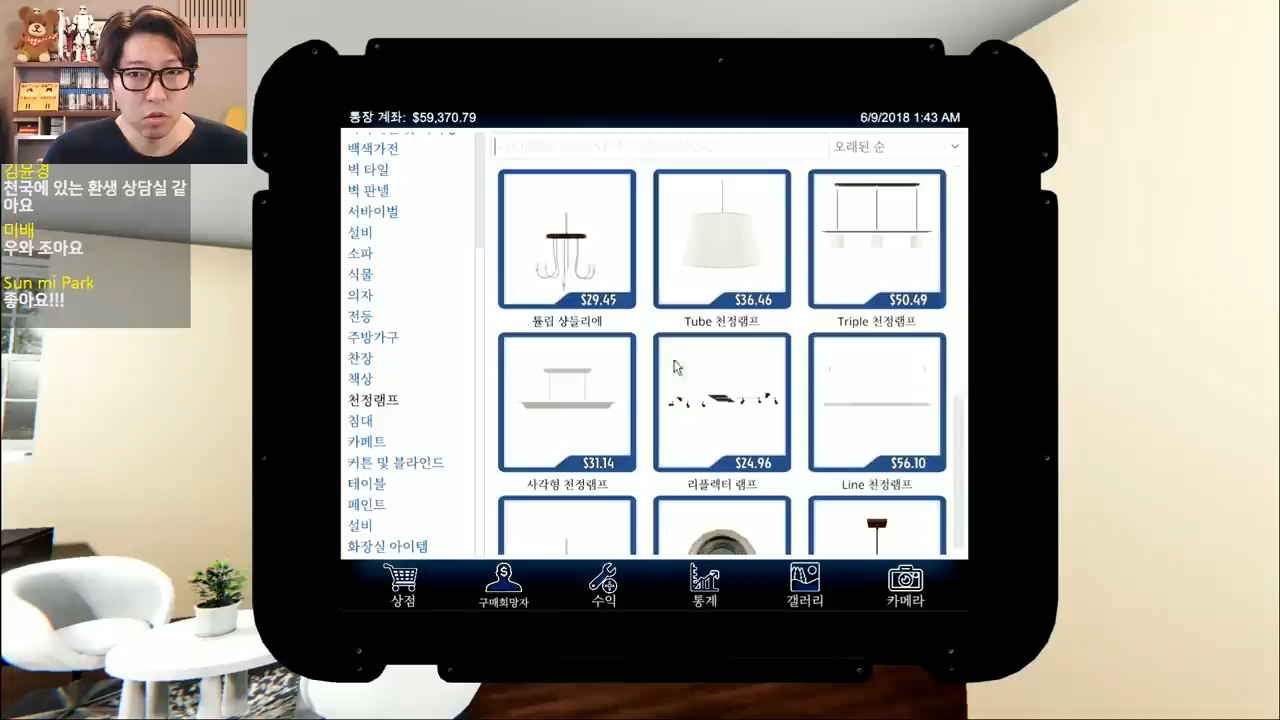 통장 계좌: $59,370.79
6/9/2018 1:43 AM
김윤경
천국에 있는 환생 상담실 같
아요
미배
우와 조아요
Sun mi Park
좋아요!!!
백색가전
벽 타일
벽 판넬
서바이벌
설비
소파
식물
의자
전등
주방가구
찬장
책상
천정램프
침대
카페트
커튼 및 블라인드
테이블
페인트
설비
화장실 아이템
오래된 순
$29.45
$36.46
$50.49
튤립 샹들리에
Tube 천정램프
Triple 천정램프
$31.14
$24.96
$56.10
사각형 천정램프
리플렉터 램프
Line 천정램프
상점
구매희망자
수익
통계
갤러리
카메라